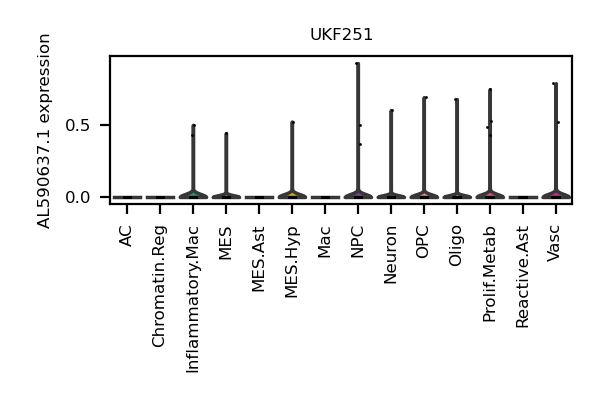 UKF251
AL590637.1 expression
0.5
0.0
AC
Chromatin.Reg
Inflammatory.Mac
MES
MES.Ast
MES.Hyp
Mac
NPC
Neuron
OPC
Oligo
Prolif.Metab
Reactive.Ast
Vasc